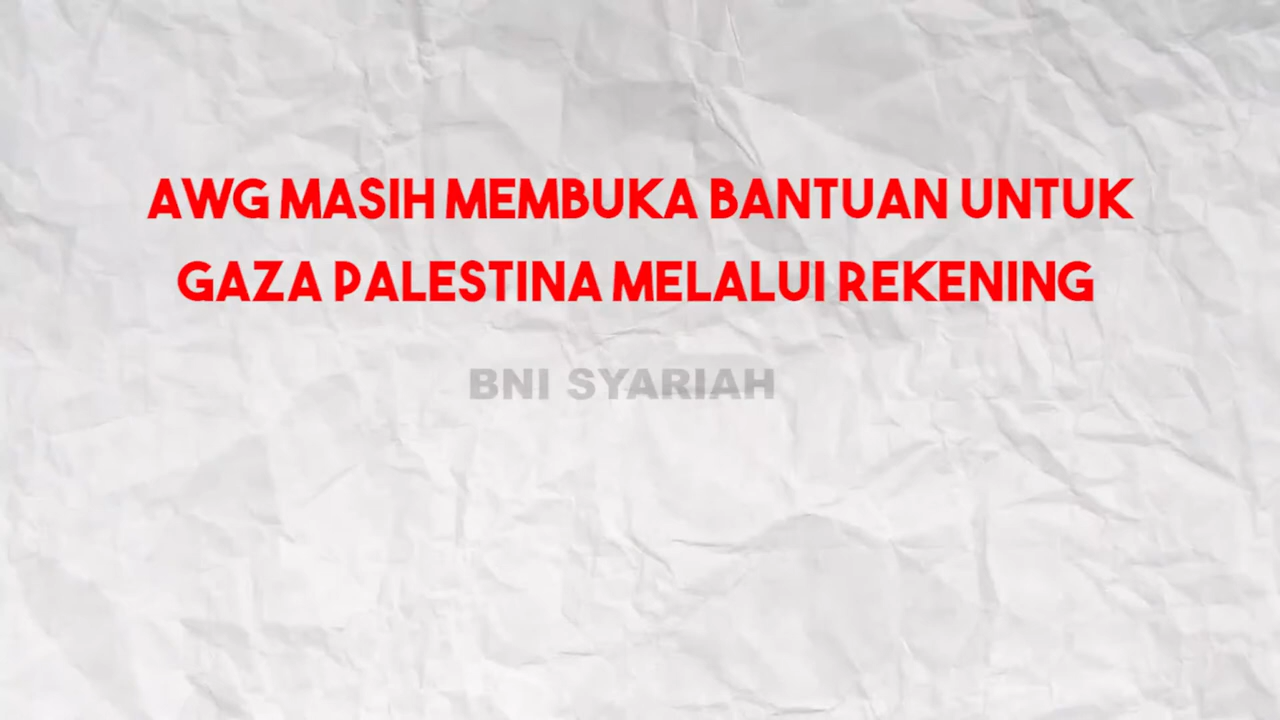 AWG MASIH MEMBUKA BANTUAN UNTUK
GAZA PALESTINA MELALUI REKENING
BNI SYARIAH